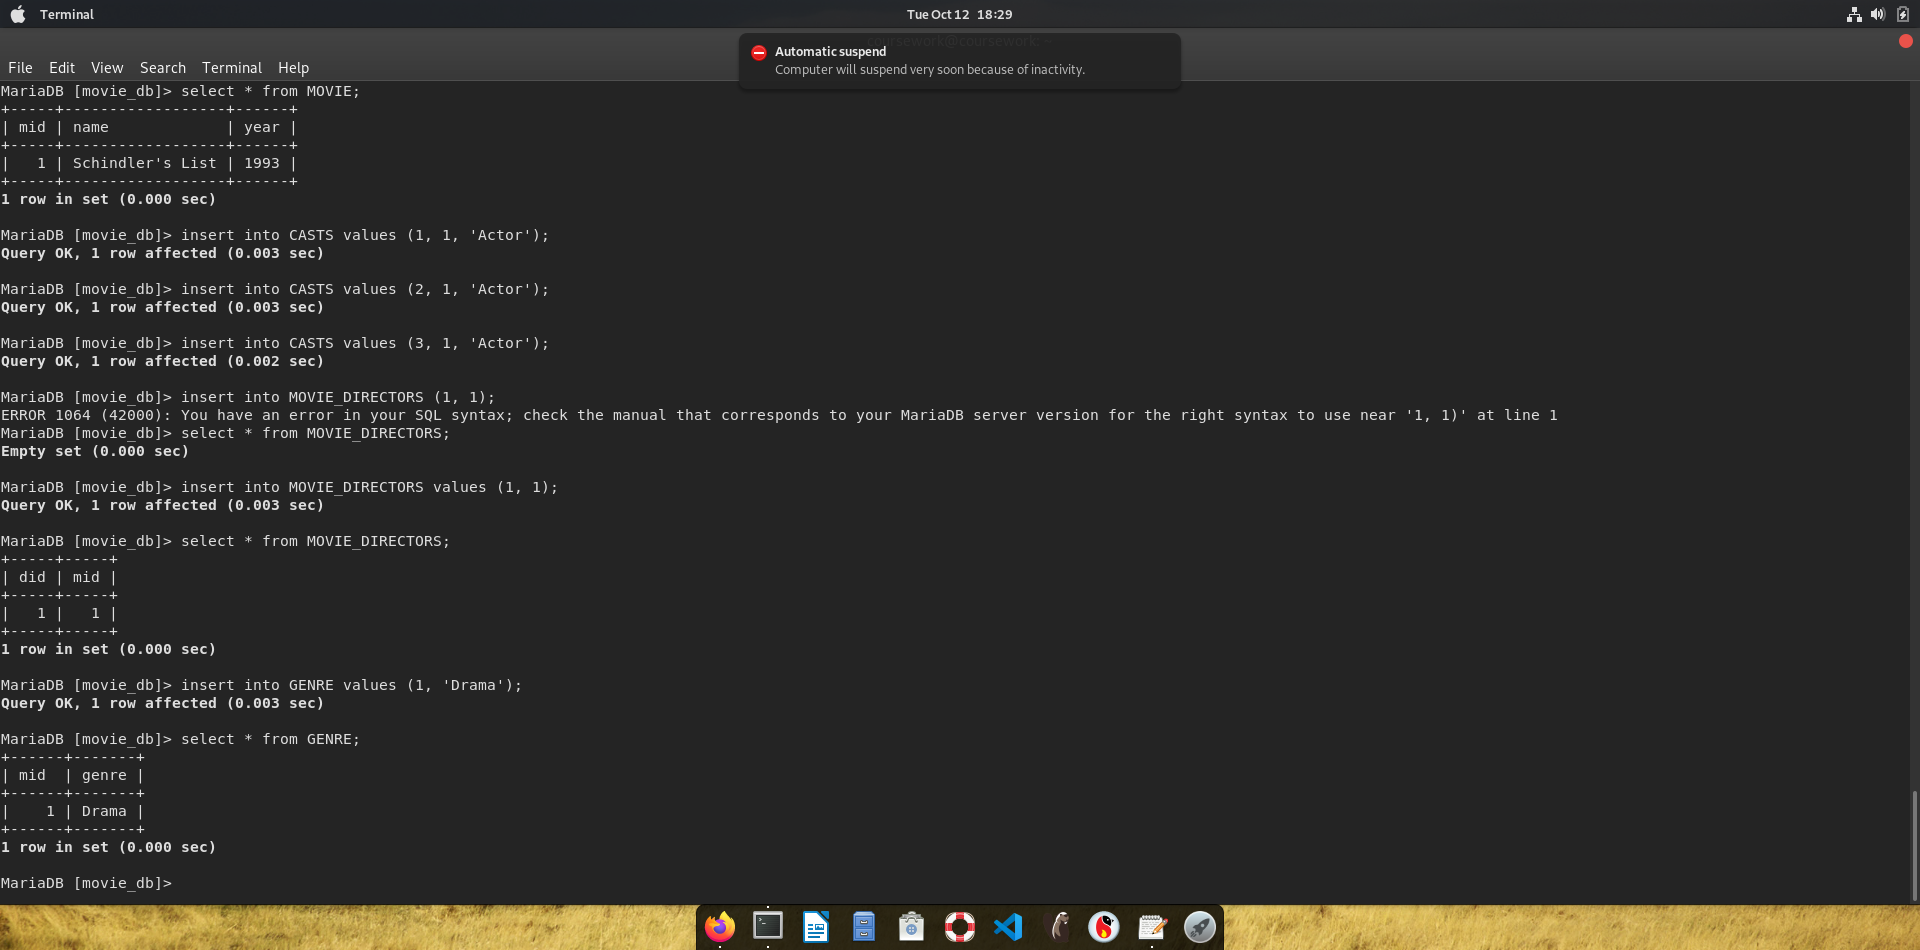 Terminal
Tue Oct 12 18:29
coursework@coursework: ~
Automatic suspend
Computer will suspend very soon because of inactivity.
File Edit View Search Terminal Help
MariaDB [movie_db]> select * from MOVIE;
+-----+------------------+------+
| mid | name             | year |
+-----+------------------+------+
|   1 | Schindler's List | 1993 |
+-----+------------------+------+
1 row in set (0.000 sec)
MariaDB [movie_db]> insert into CASTS values (1, 1, 'Actor');
Query OK, 1 row affected (0.003 sec)
MariaDB [movie_db]> insert into CASTS values (2, 1, 'Actor');
Query OK, 1 row affected (0.003 sec)
MariaDB [movie_db]> insert into CASTS values (3, 1, 'Actor');
Query OK, 1 row affected (0.002 sec)
MariaDB [movie_db]> insert into MOVIE_DIRECTORS (1, 1);
ERROR 1064 (42000): You have an error in your SQL syntax; check the manual that corresponds to your MariaDB server version for the right syntax to use near '1, 1)' at line 1
MariaDB [movie_db]> select * from MOVIE_DIRECTORS;
Empty set (0.000 sec)
MariaDB [movie_db]> insert into MOVIE_DIRECTORS values (1, 1);
Query OK, 1 row affected (0.003 sec)
MariaDB [movie_db]> select * from MOVIE_DIRECTORS;
+-----+-----+
| did | mid |
+-----+-----+
|   1 |   1 |
+-----+-----+
1 row in set (0.000 sec)
MariaDB [movie_db]> insert into GENRE values (1, 'Drama');
Query OK, 1 row affected (0.003 sec)
MariaDB [movie_db]> select * from GENRE;
+------+-------+
| mid  | genre |
+------+-------+
|    1 | Drama |
+------+-------+
1 row in set (0.000 sec)
MariaDB [movie_db]>